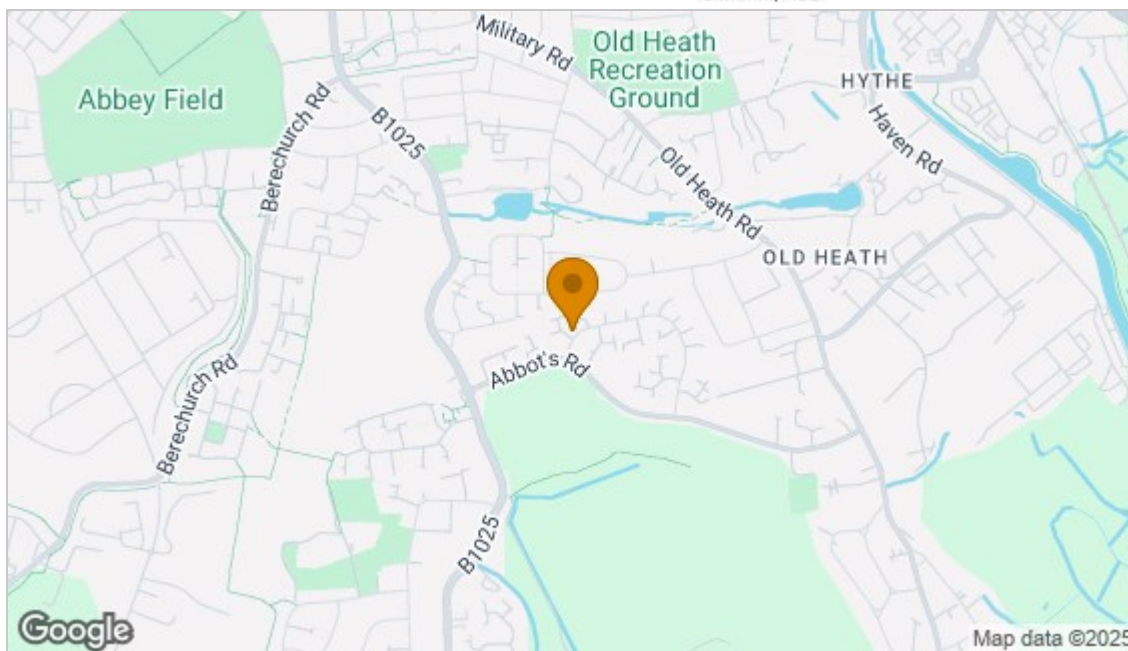 Military Rd
Old Heath
Recreation
Ground
HYTHE
Abbey Field
Berechurch Rd
B1025
Haven Rd
Old Heath Rd
OLD HEATH
Abbot's Rd
Berechurch Rd
B1025
Google
Map data ©2025